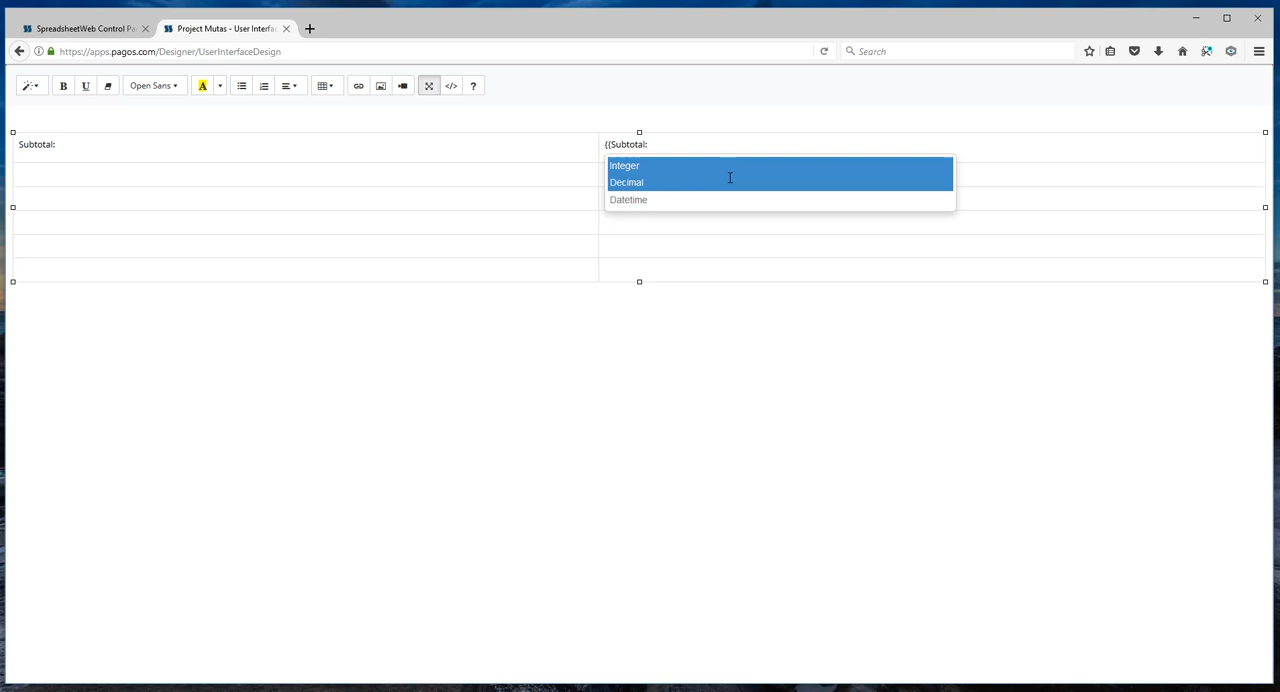 SpreadsheetWeb Control Pa
Project Mutas - User Interfac
https://apps.pagos.com/Designer/UserInterfaceDesign
Search
B
U
Open Sans
A
</>
?
Subtotal:
{{Subtotal:
Integer
Decimal
Datetime